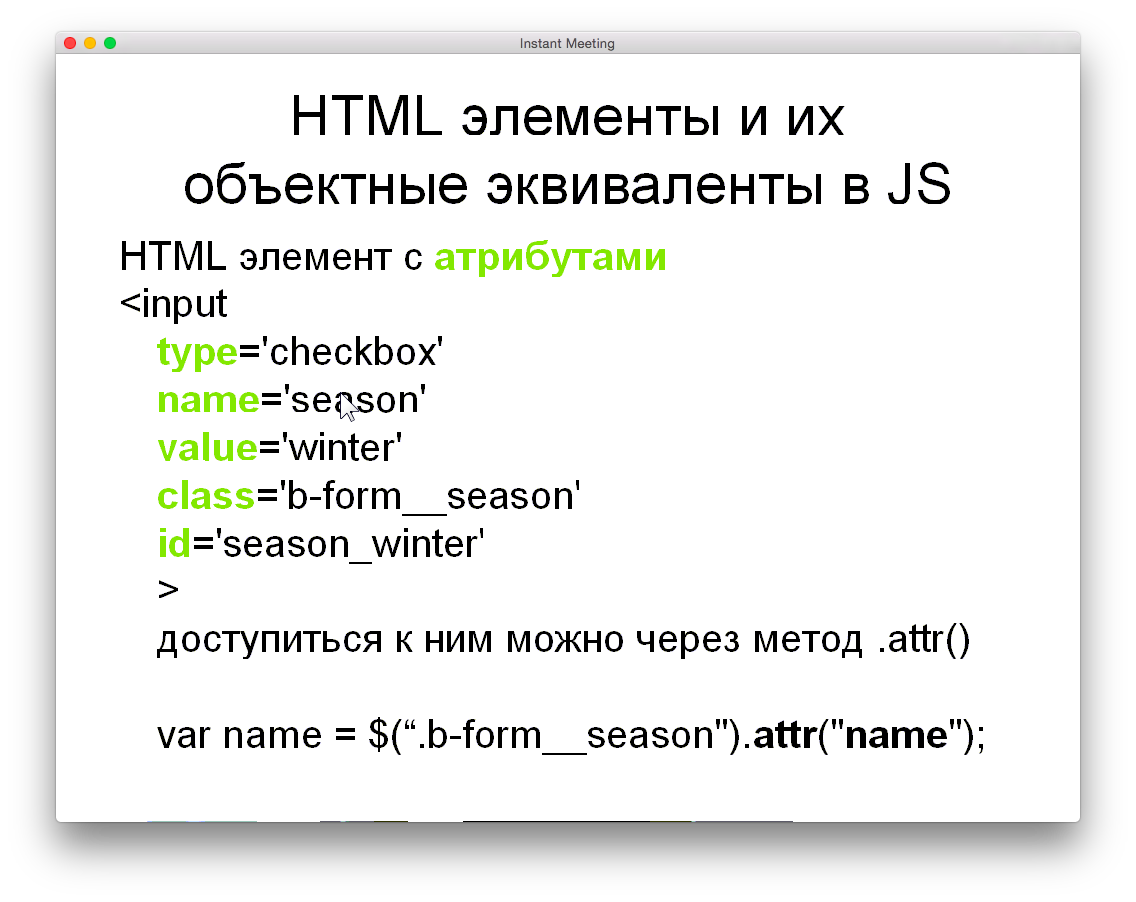 Instant Meeting
HTML элементы и их
объектные эквиваленты в JS
HTML элемент с атрибутами
<input
type='checkbox'
name='season'
value='winter'
class='b-form__season'
id='season_winter'
>
доступиться к ним можно через метод .attr()
var name = $(“.b-form__season").attr("name");